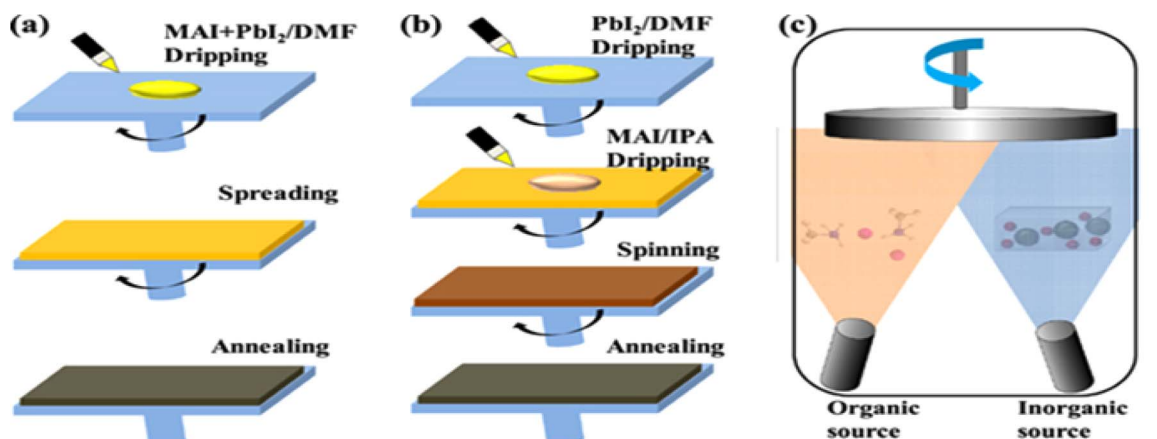 (a)
MAI+PbI₂/DMF
Dripping
Spreading
Annealing
(b)
PbI₂/DMF
Dripping
MAI/IPA
Dripping
Spinning
Annealing
(c)
Organic
source
Inorganic
source